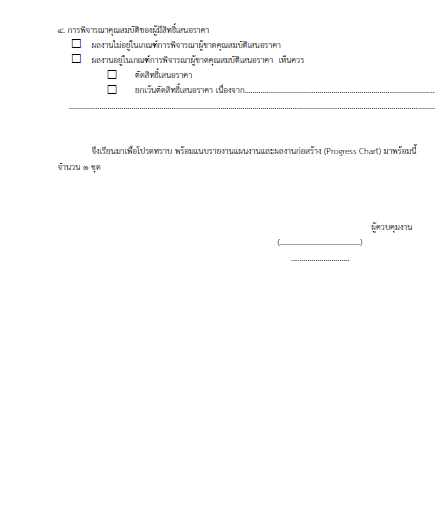 ๔. การพิจารณาคุณสมบัติของผู้มีสิทธิ์เสนอราคา
☐ ผลงานไม่อยู่ในเกณฑ์การพิจารณาผู้ขาดคุณสมบัติเสนอราคา
☐ ผลงานอยู่ในเกณฑ์การพิจารณาผู้ขาดคุณสมบัติเสนอราคา เห็นควร
☐ ตัดสิทธิ์เสนอราคา
☐ ยกเว้นตัดสิทธิ์เสนอราคา เนื่องจาก................................................
................................................................................
จึงเรียนมาเพื่อโปรดทราบ พร้อมแนบรายงานแผนงานและผลงานก่อสร้าง (Progress Chart) มาพร้อมนี้
จำนวน ๑ ชุด
ผู้ควบคุมงาน
(..............................)
......................